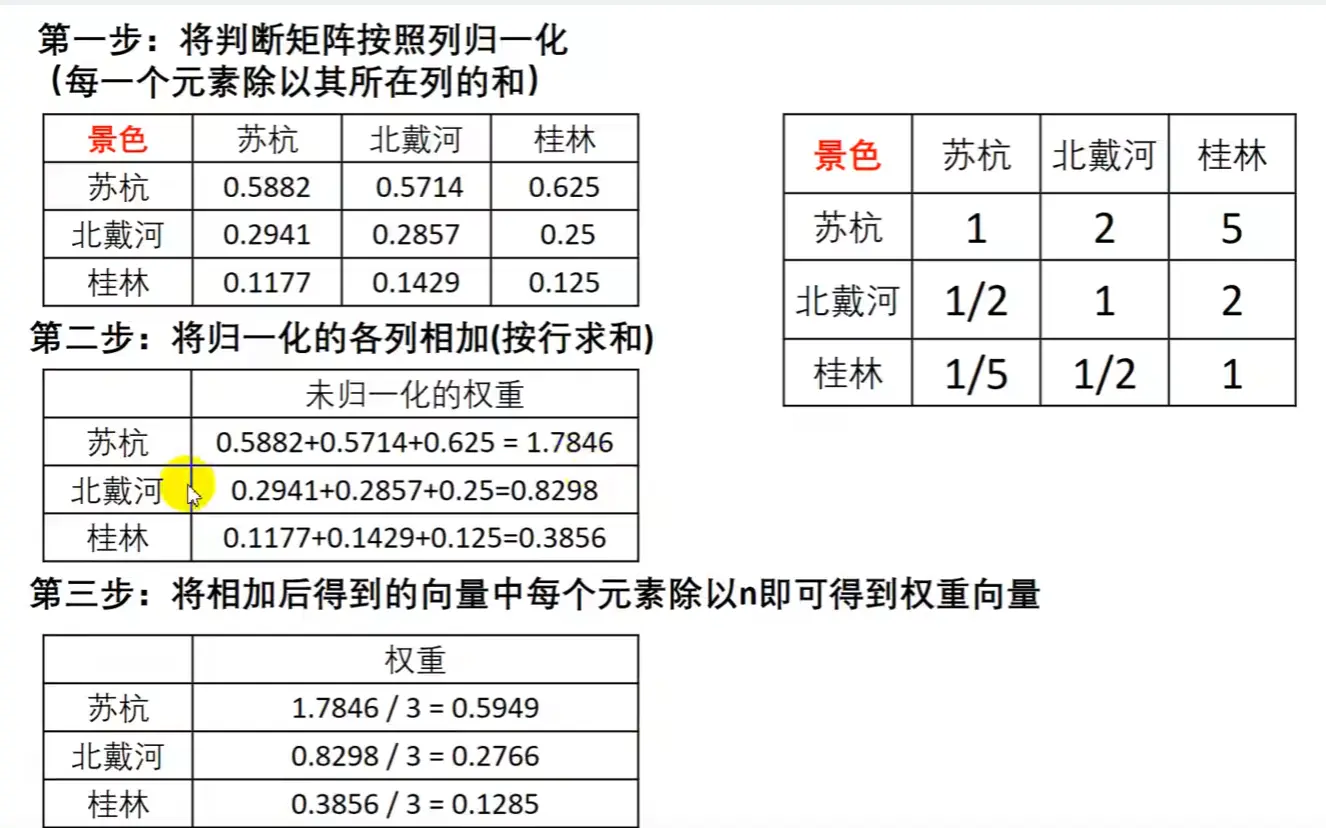 第一步：将判断矩阵按照列归一化
（每一个元素除以其所在列的和）
景色 苏杭 北戴河 桂林
苏杭 0.5882 0.5714 0.625
北戴河 0.2941 0.2857 0.25
桂林 0.1177 0.1429 0.125
景色 苏杭 北戴河 桂林
苏杭 1 2 5
北戴河 1/2 1 2
桂林 1/5 1/2 1
第二步：将归一化的各列相加(按行求和)
未归一化的权重
苏杭 0.5882+0.5714+0.625 = 1.7846
北戴河 0.2941+0.2857+0.25=0.8298
桂林 0.1177+0.1429+0.125=0.3856
第三步：将相加后得到的向量中每个元素除以n即可得到权重向量
权重
苏杭 1.7846 / 3 = 0.5949
北戴河 0.8298 / 3 = 0.2766
桂林 0.3856 / 3 = 0.1285